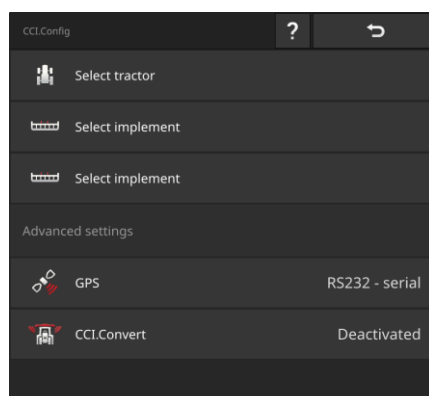 CCI.Config
?
Select tractor
Select implement
Select implement
Advanced settings
GPS RS232 - serial
CCI.Convert Deactivated